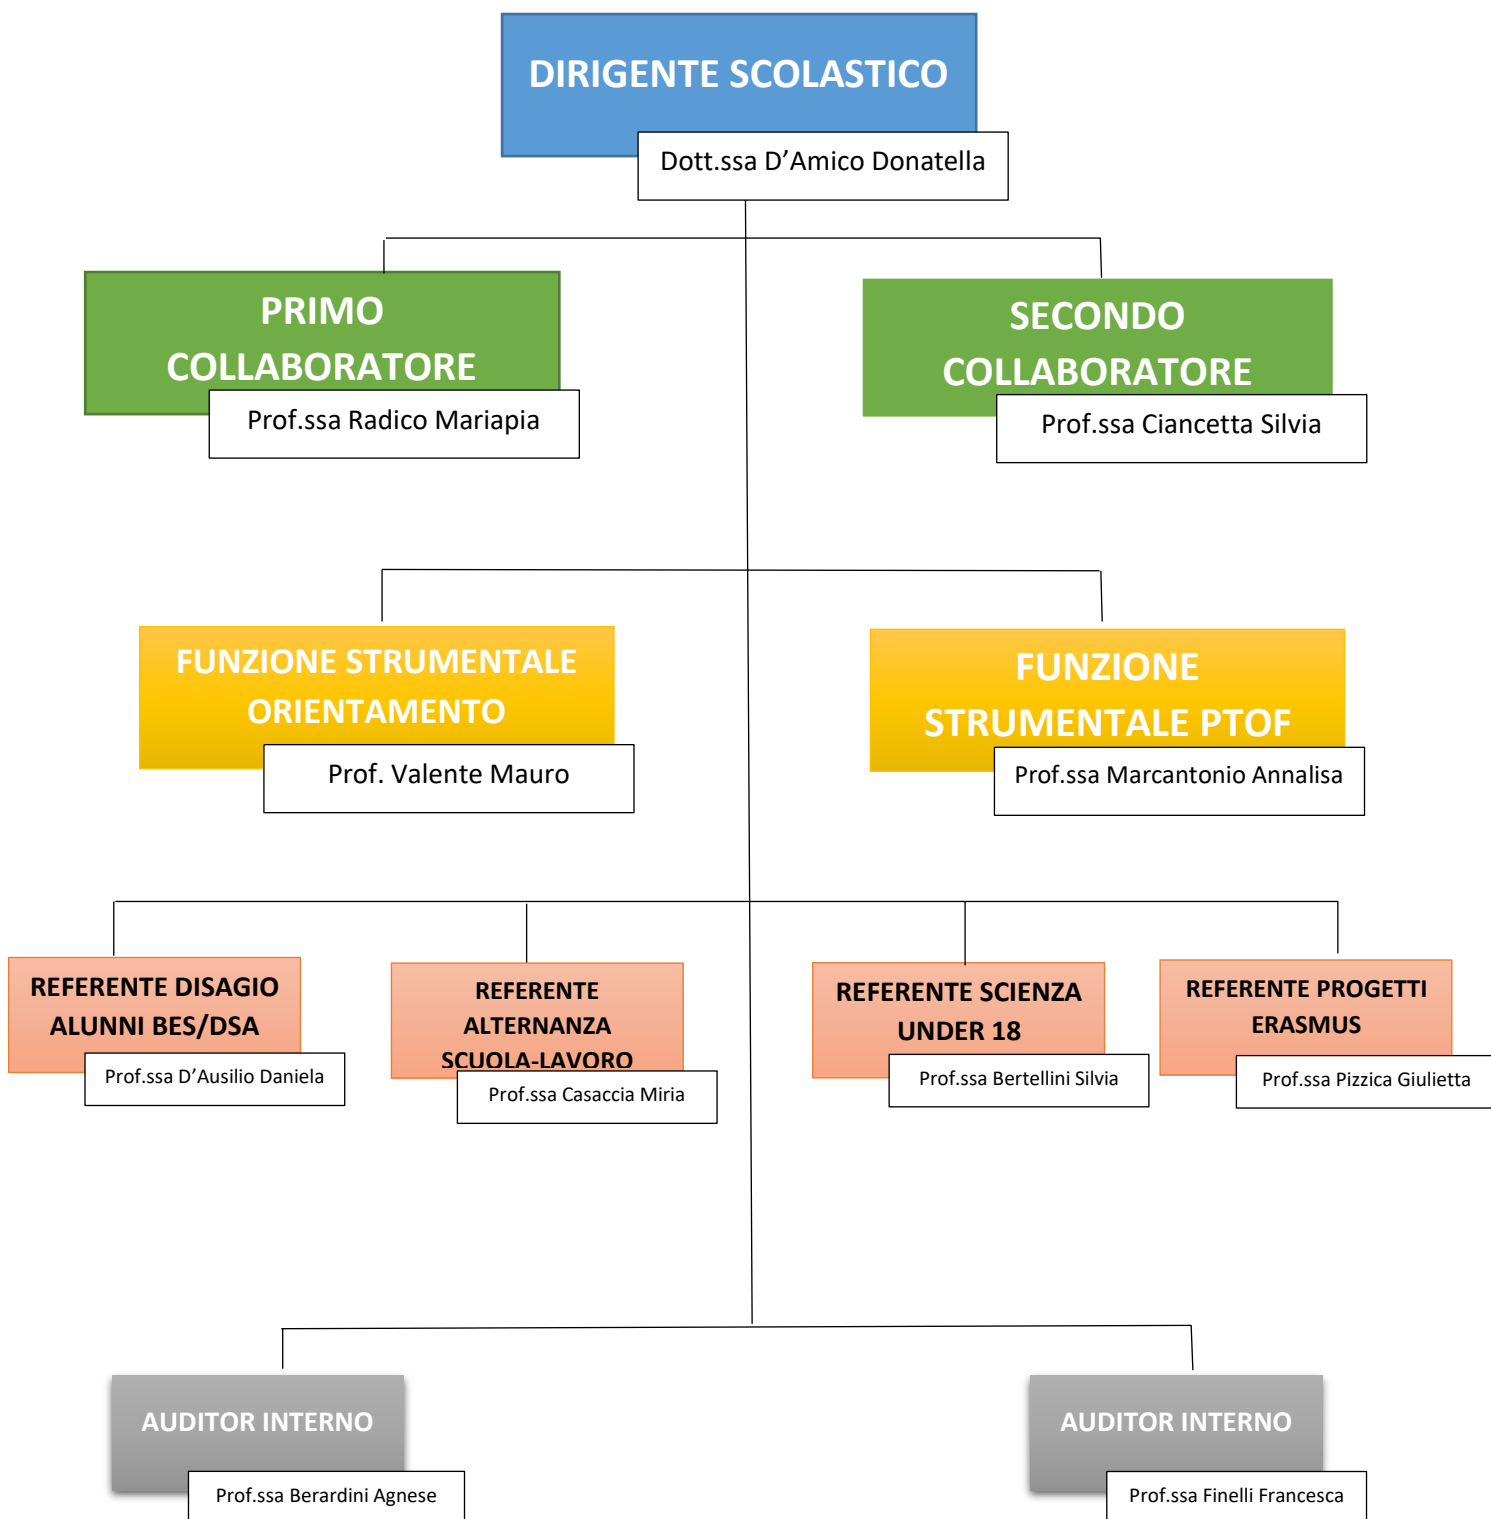 DIRIGENTE SCOLASTICO
Dott.ssa D’Amico Donatella
PRIMO
COLLABORATORE
Prof.ssa Radico Mariapia
SECONDO
COLLABORATORE
Prof.ssa Ciancetta Silvia
FUNZIONE STRUMENTALE
ORIENTAMENTO
Prof. Valente Mauro
FUNZIONE
STRUMENTALE PTOF
Prof.ssa Marcantonio Annalisa
REFERENTE DISAGIO
ALUNNI BES/DSA
Prof.ssa D’Ausilio Daniela
REFERENTE
ALTERNANZA
SCUOLA-LAVORO
Prof.ssa Casaccia Miria
REFERENTE SCIENZA
UNDER 18
Prof.ssa Bertellini Silvia
REFERENTE PROGETTI
ERASMUS
Prof.ssa Pizzica Giulietta
AUDITOR INTERNO
Prof.ssa Berardini Agnese
AUDITOR INTERNO
Prof.ssa Finelli Francesca